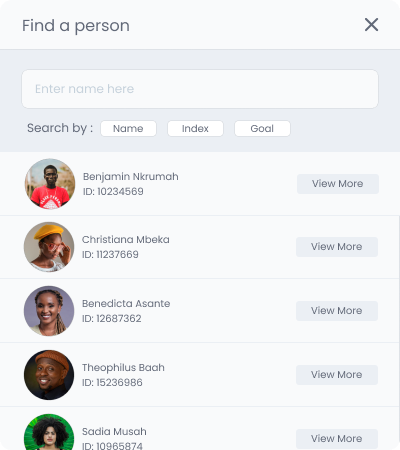 Find a person
Enter name here
Search by : Name Index Goal
Benjamin Nkrumah
ID: 10234569
View More
Christiana Mbeka
ID: 11237669
View More
Benedicta Asante
ID: 12687362
View More
Theophilus Baah
ID: 15236986
View More
Sadia Musah
ID: 10965874
View More